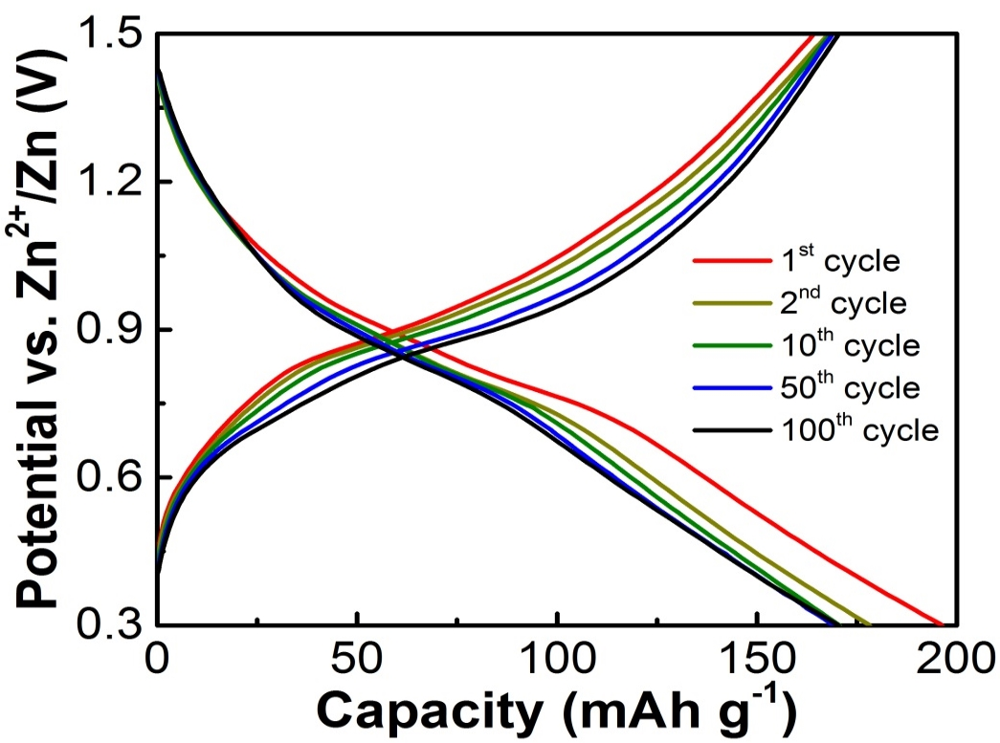 Potential vs. Zn²⁺/Zn (V)
1.5
1.2
0.9
0.6
0.3
1ˢᵗ cycle
2ⁿᵈ cycle
10ᵗʰ cycle
50ᵗʰ cycle
100ᵗʰ cycle
0 50 100 150 200
Capacity (mAh g⁻¹)